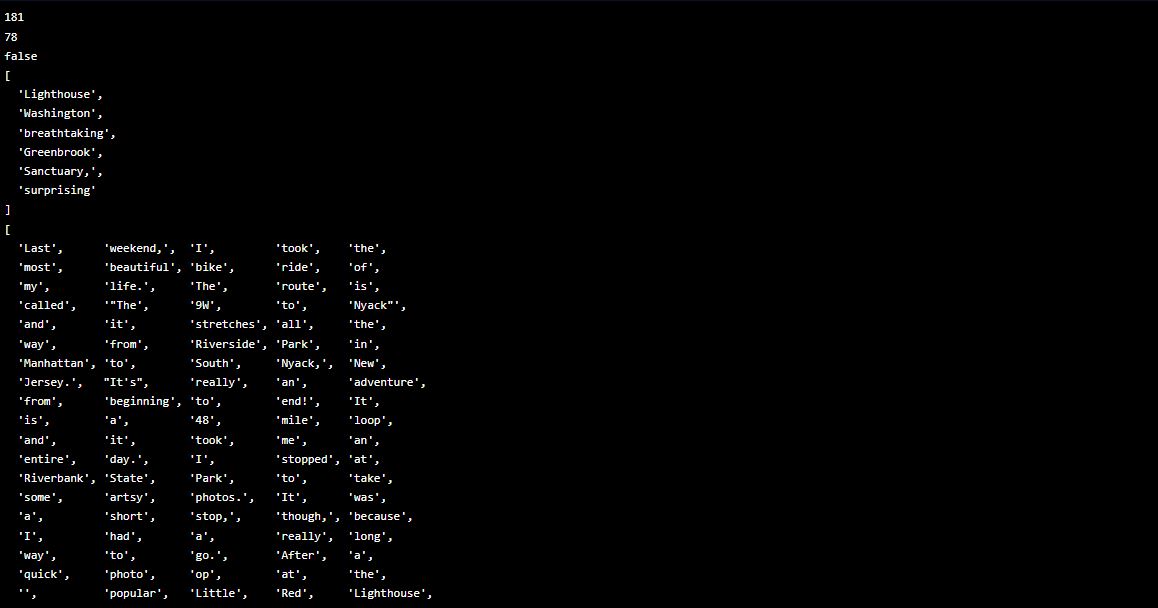 181
78
false
[
  'Lighthouse',
  'Washington',
  'breathtaking',
  'Greenbrook',
  'Sanctuary,',
  'surprising'
]
[
  'Last',      'weekend,',  'I',         'took',    'the',
  'most',      'beautiful', 'bike',      'ride',    'of',
  'my',        'life.',     'The',       'route',   'is',
  'called',    '"The',      '9W',        'to',      'Nyack"',
  'and',       'it',        'stretches', 'all',     'the',
  'way',       'from',      'Riverside', 'Park',    'in',
  'Manhattan', 'to',        'South',     'Nyack,',  'New',
  'Jersey.',   "It's",      'really',    'an',      'adventure',
  'from',      'beginning', 'to',        'end!',    'It',
  'is',        'a',         '48',        'mile',    'loop',
  'and',       'it',        'took',      'me',      'an',
  'entire',    'day.',      'I',         'stopped', 'at',
  'Riverbank', 'State',     'Park',      'to',      'take',
  'some',      'artsy',     'photos.',   'It',      'was',
  'a',         'short',     'stop,',     'though,', 'because',
  'I',         'had',       'a',         'really',  'long',
  'way',       'to',        'go.',       'After',   'a',
  'quick',     'photo',     'op',        'at',      'the',
  '',          'popular',   'Little',    'Red',     'Lighthouse',